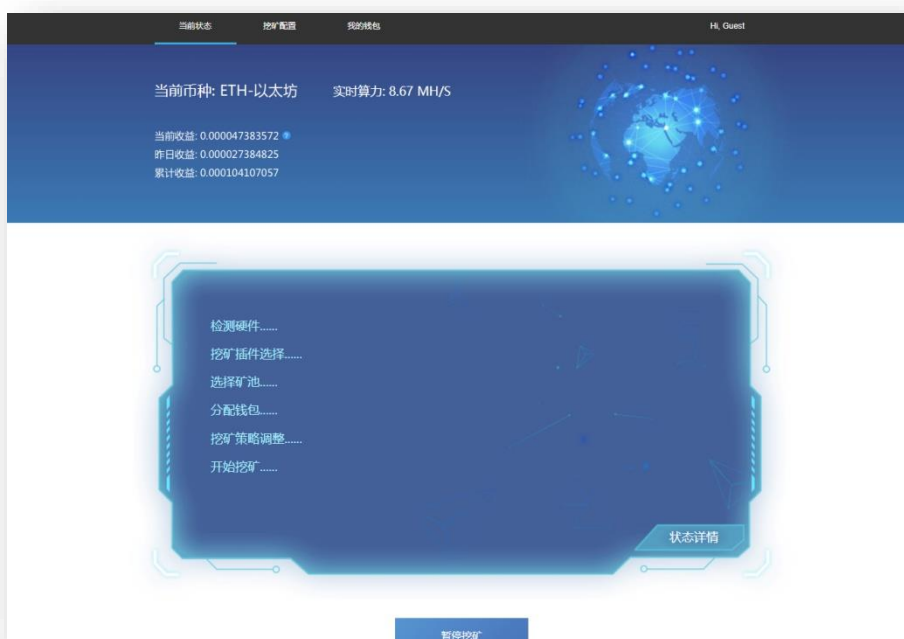 当前状态 挖矿配置 我的钱包 Hi, Guest
当前币种: ETH-以太坊 实时算力: 8.67 MH/S
当前收益: 0.000047383572
昨日收益: 0.000027384825
累计收益: 0.000104107057
检测硬件......
挖矿插件选择......
选择矿池......
分配钱包......
挖矿策略调整......
开始挖矿......
状态详情
暂停挖矿